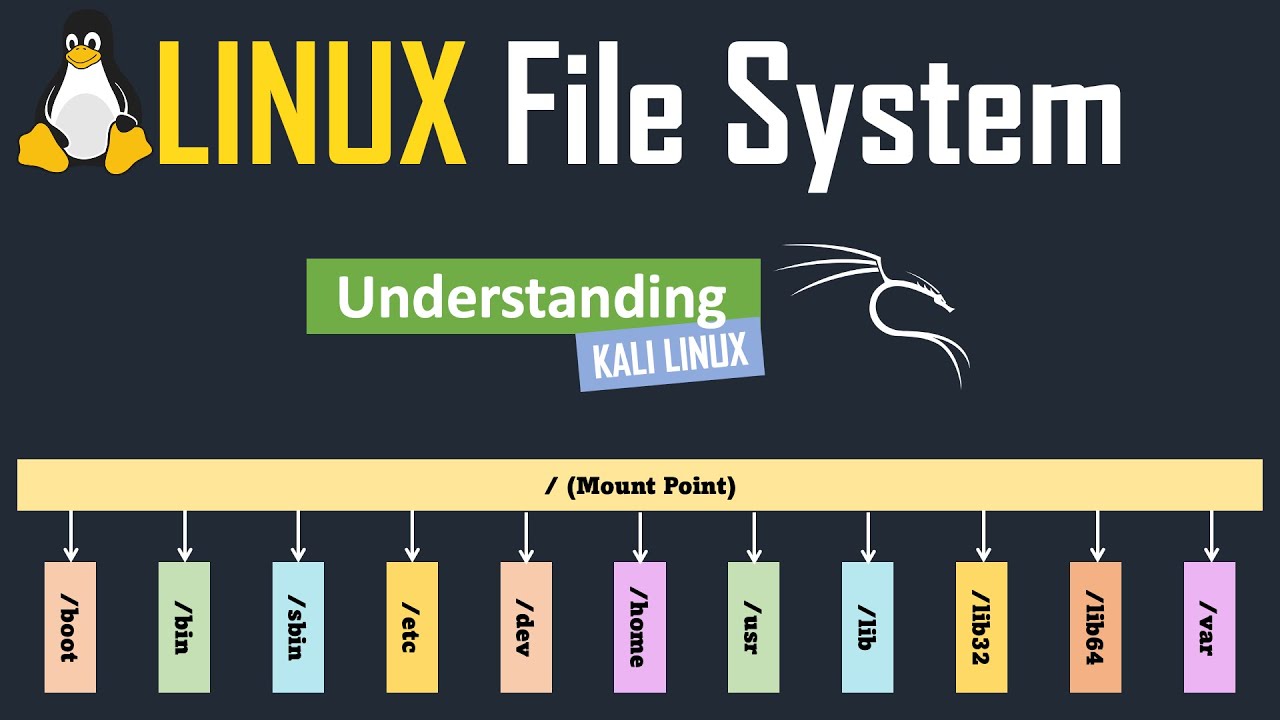 LINUX File System
Understanding
KALI LINUX
/ (Mount Point)
/boot
/bin
/sbin
/etc
/dev
/home
/usr
/lib
/lib32
/lib64
/var